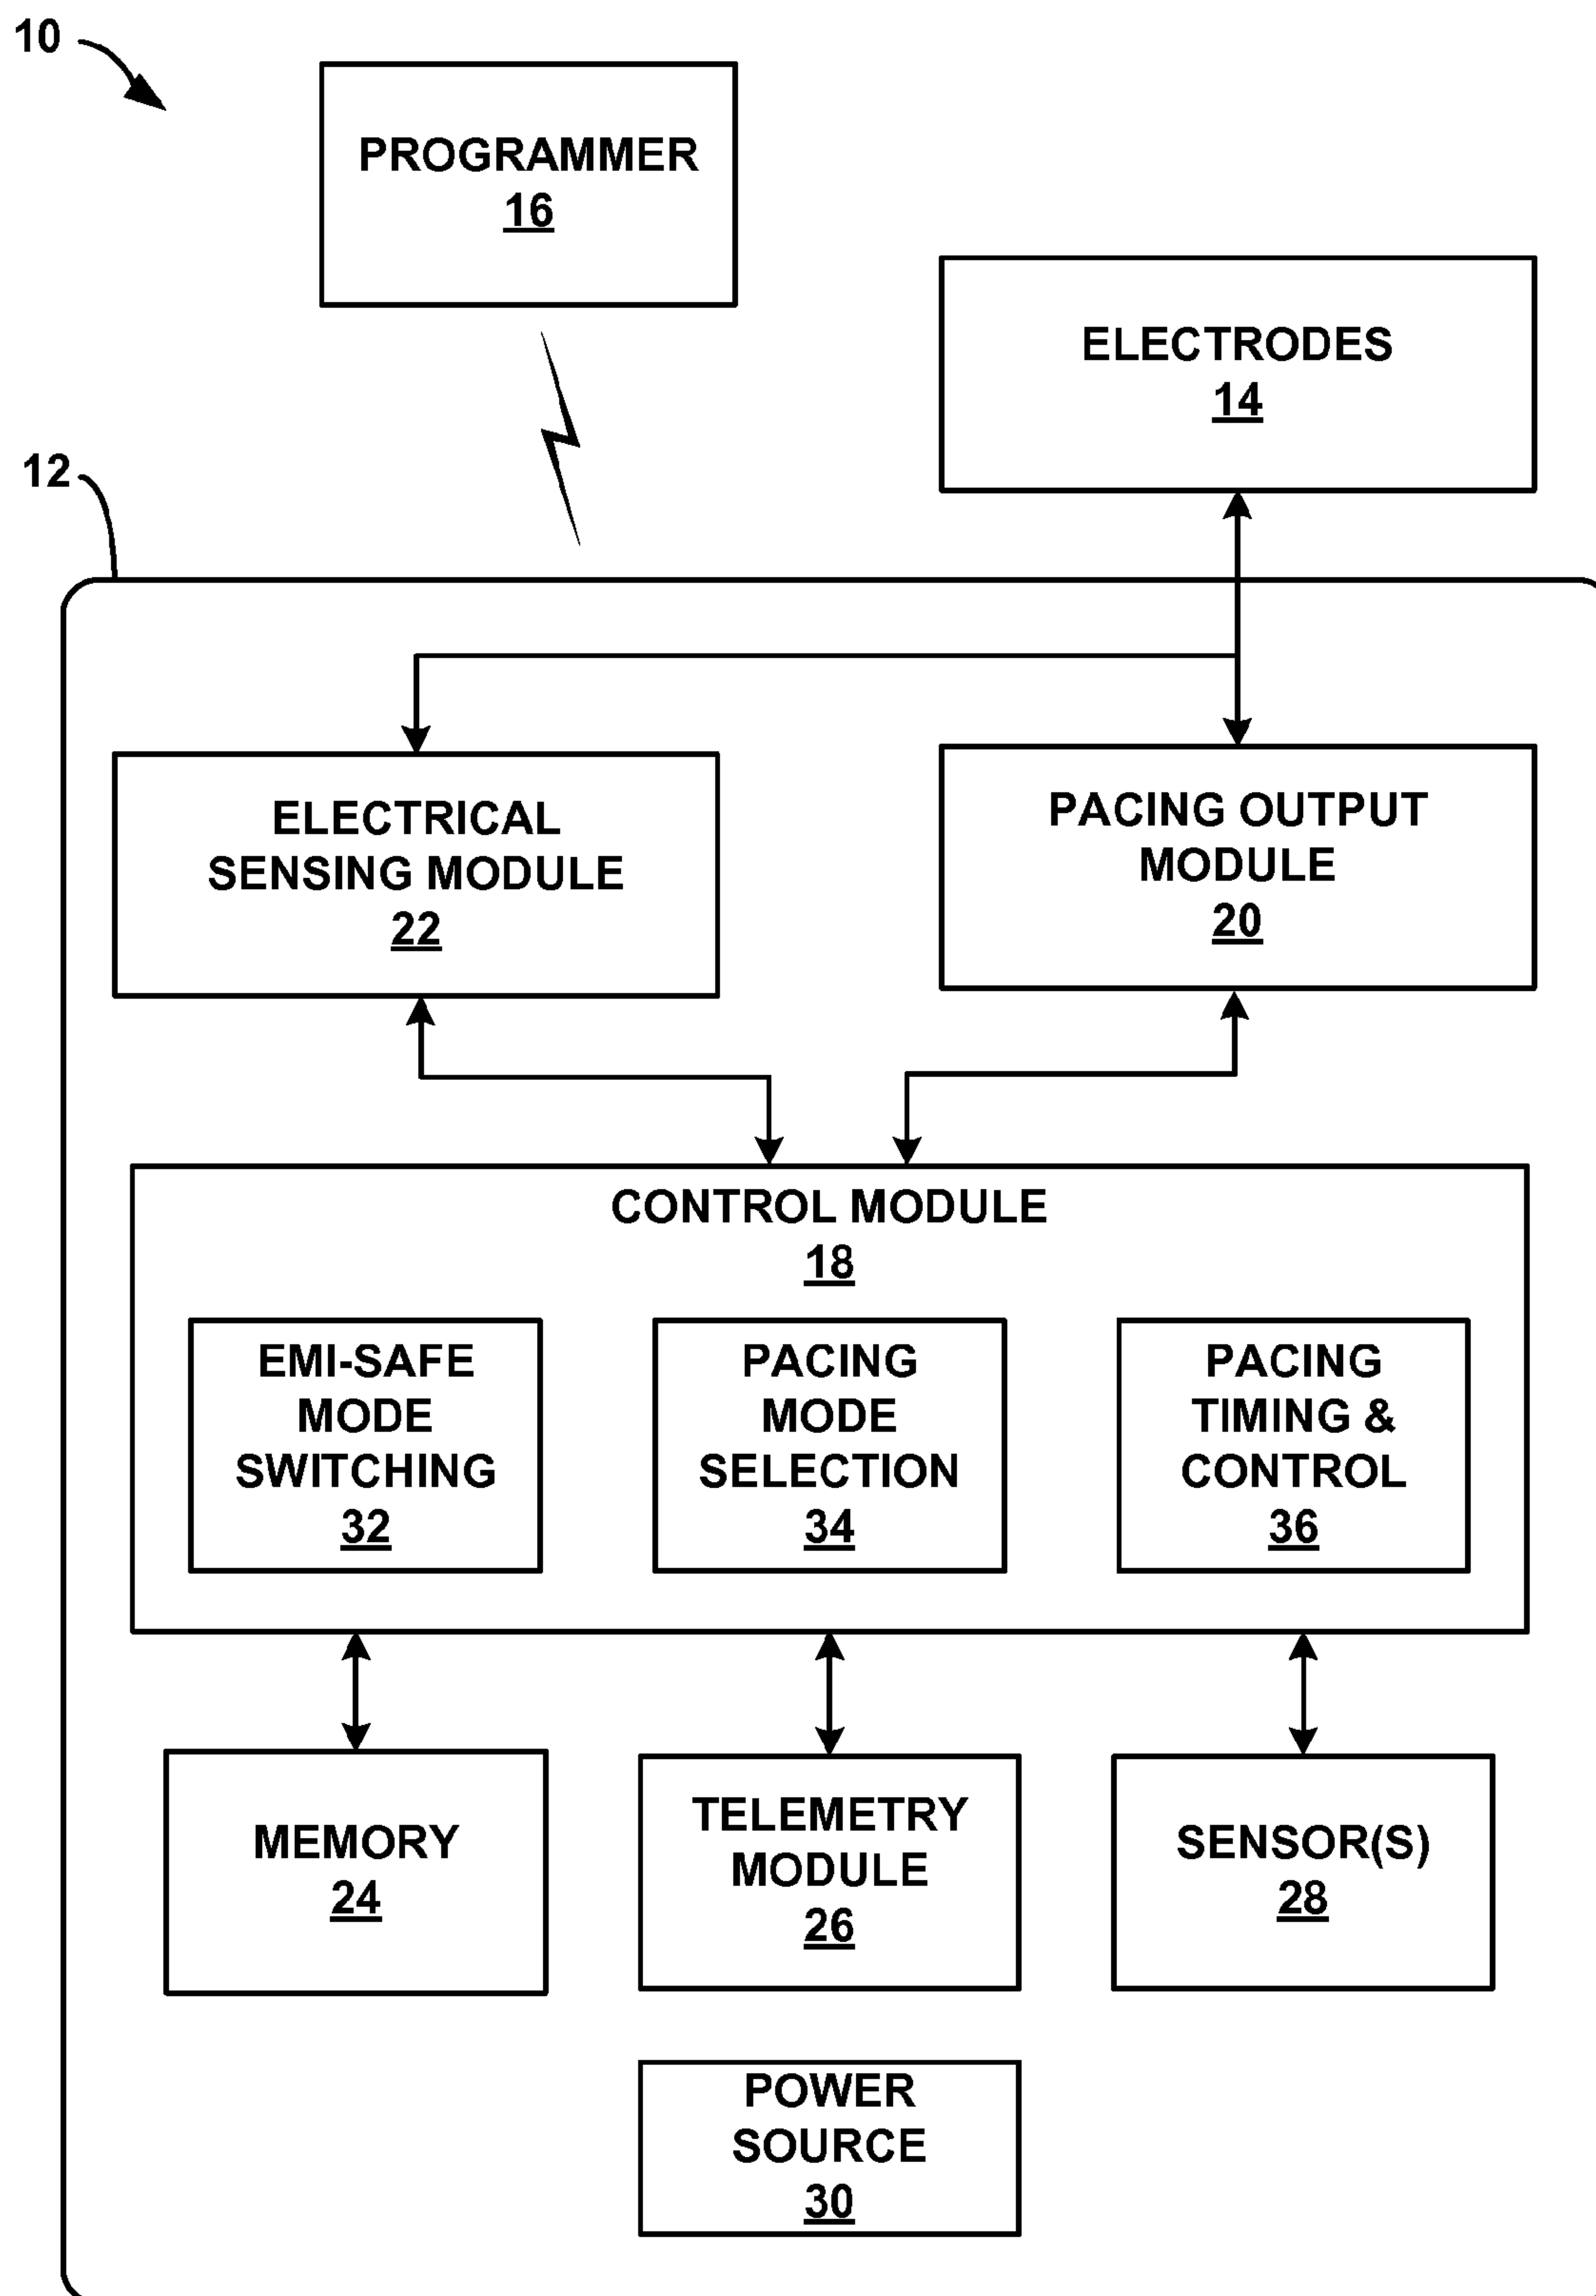 10
PROGRAMMER
16
ELECTRODES
14
12
ELECTRICAL
SENSING MODULE
22
PACING OUTPUT
MODULE
20
CONTROL MODULE
18
EMI-SAFE
MODE
SWITCHING
32
PACING
MODE
SELECTION
34
PACING
TIMING &
CONTROL
36
MEMORY
24
TELEMETRY
MODULE
26
SENSOR(S)
28
POWER
SOURCE
30